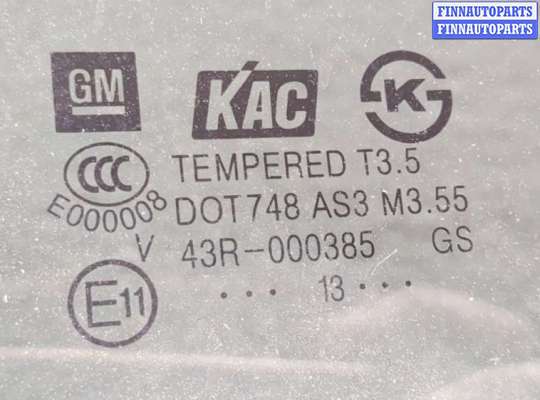 FINNAUTOPARTS
FINNAUTOPARTS
GM KAC K
CCC TEMPERED T3.5
E000008 DOT748 AS3 M3.55
V 43R-000385 GS
E11 ... 13 ...